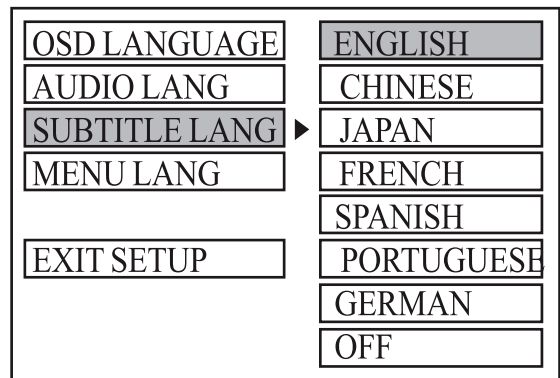 OSD LANGUAGE
AUDIO LANG
SUBTITLE LANG
MENU LANG
EXIT SETUP
ENGLISH
CHINESE
JAPAN
FRENCH
SPANISH
PORTUGUESE
GERMAN
OFF